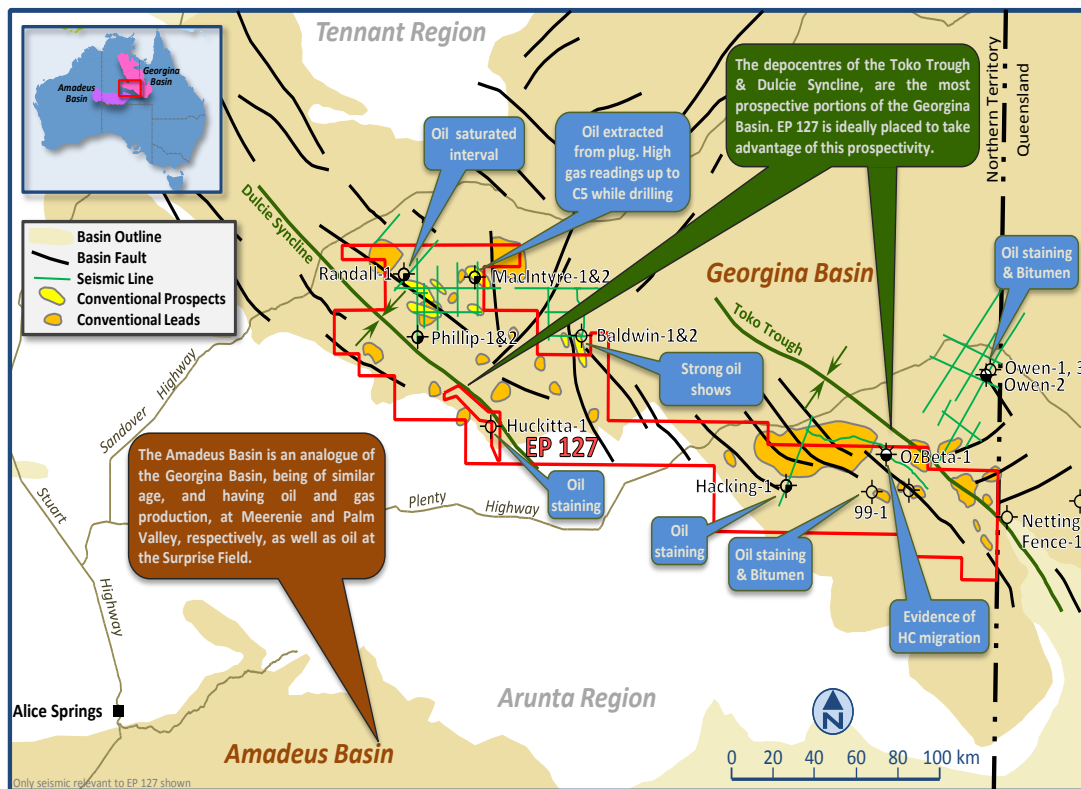 Tennant Region
Georgina
Basin
Amadeus
Basin
Oil saturated
interval
Oil extracted
from plug. High
gas readings up to
C5 while drilling
The depocentres of the Toko Trough
& Dulcie Syncline, are the most
prospective portions of the Georgina
Basin. EP 127 is ideally placed to take
advantage of this prospectivity.
Northern Territory
Queensland
Dulcie Syncline
Basin Outline
Basin Fault
Seismic Line
Conventional Prospects
Conventional Leads
Randall-1
MacIntyre-1&2
Georgina Basin
Oil staining
& Bitumen
Toko Trough
Phillip-1&2
Baldwin-1&2
Strong oil
shows
Owen-1, 3
Owen-2
Sandover Highway
Huckitta-1
EP 127
OzBeta-1
Hacking-1
99-1
Netting
Fence-1
The Amadeus Basin is an analogue of
the Georgina Basin, being of similar
age, and having oil and gas
production, at Meerenie and Palm
Valley, respectively, as well as oil at
the Surprise Field.
Oil
staining
Plenty Highway
Stuart Highway
Oil
staining
Oil staining
& Bitumen
Evidence of
HC migration
Arunta Region
Alice Springs
N
Amadeus Basin
0 20 40 60 80 100 km
Only seismic relevant to EP 127 shown